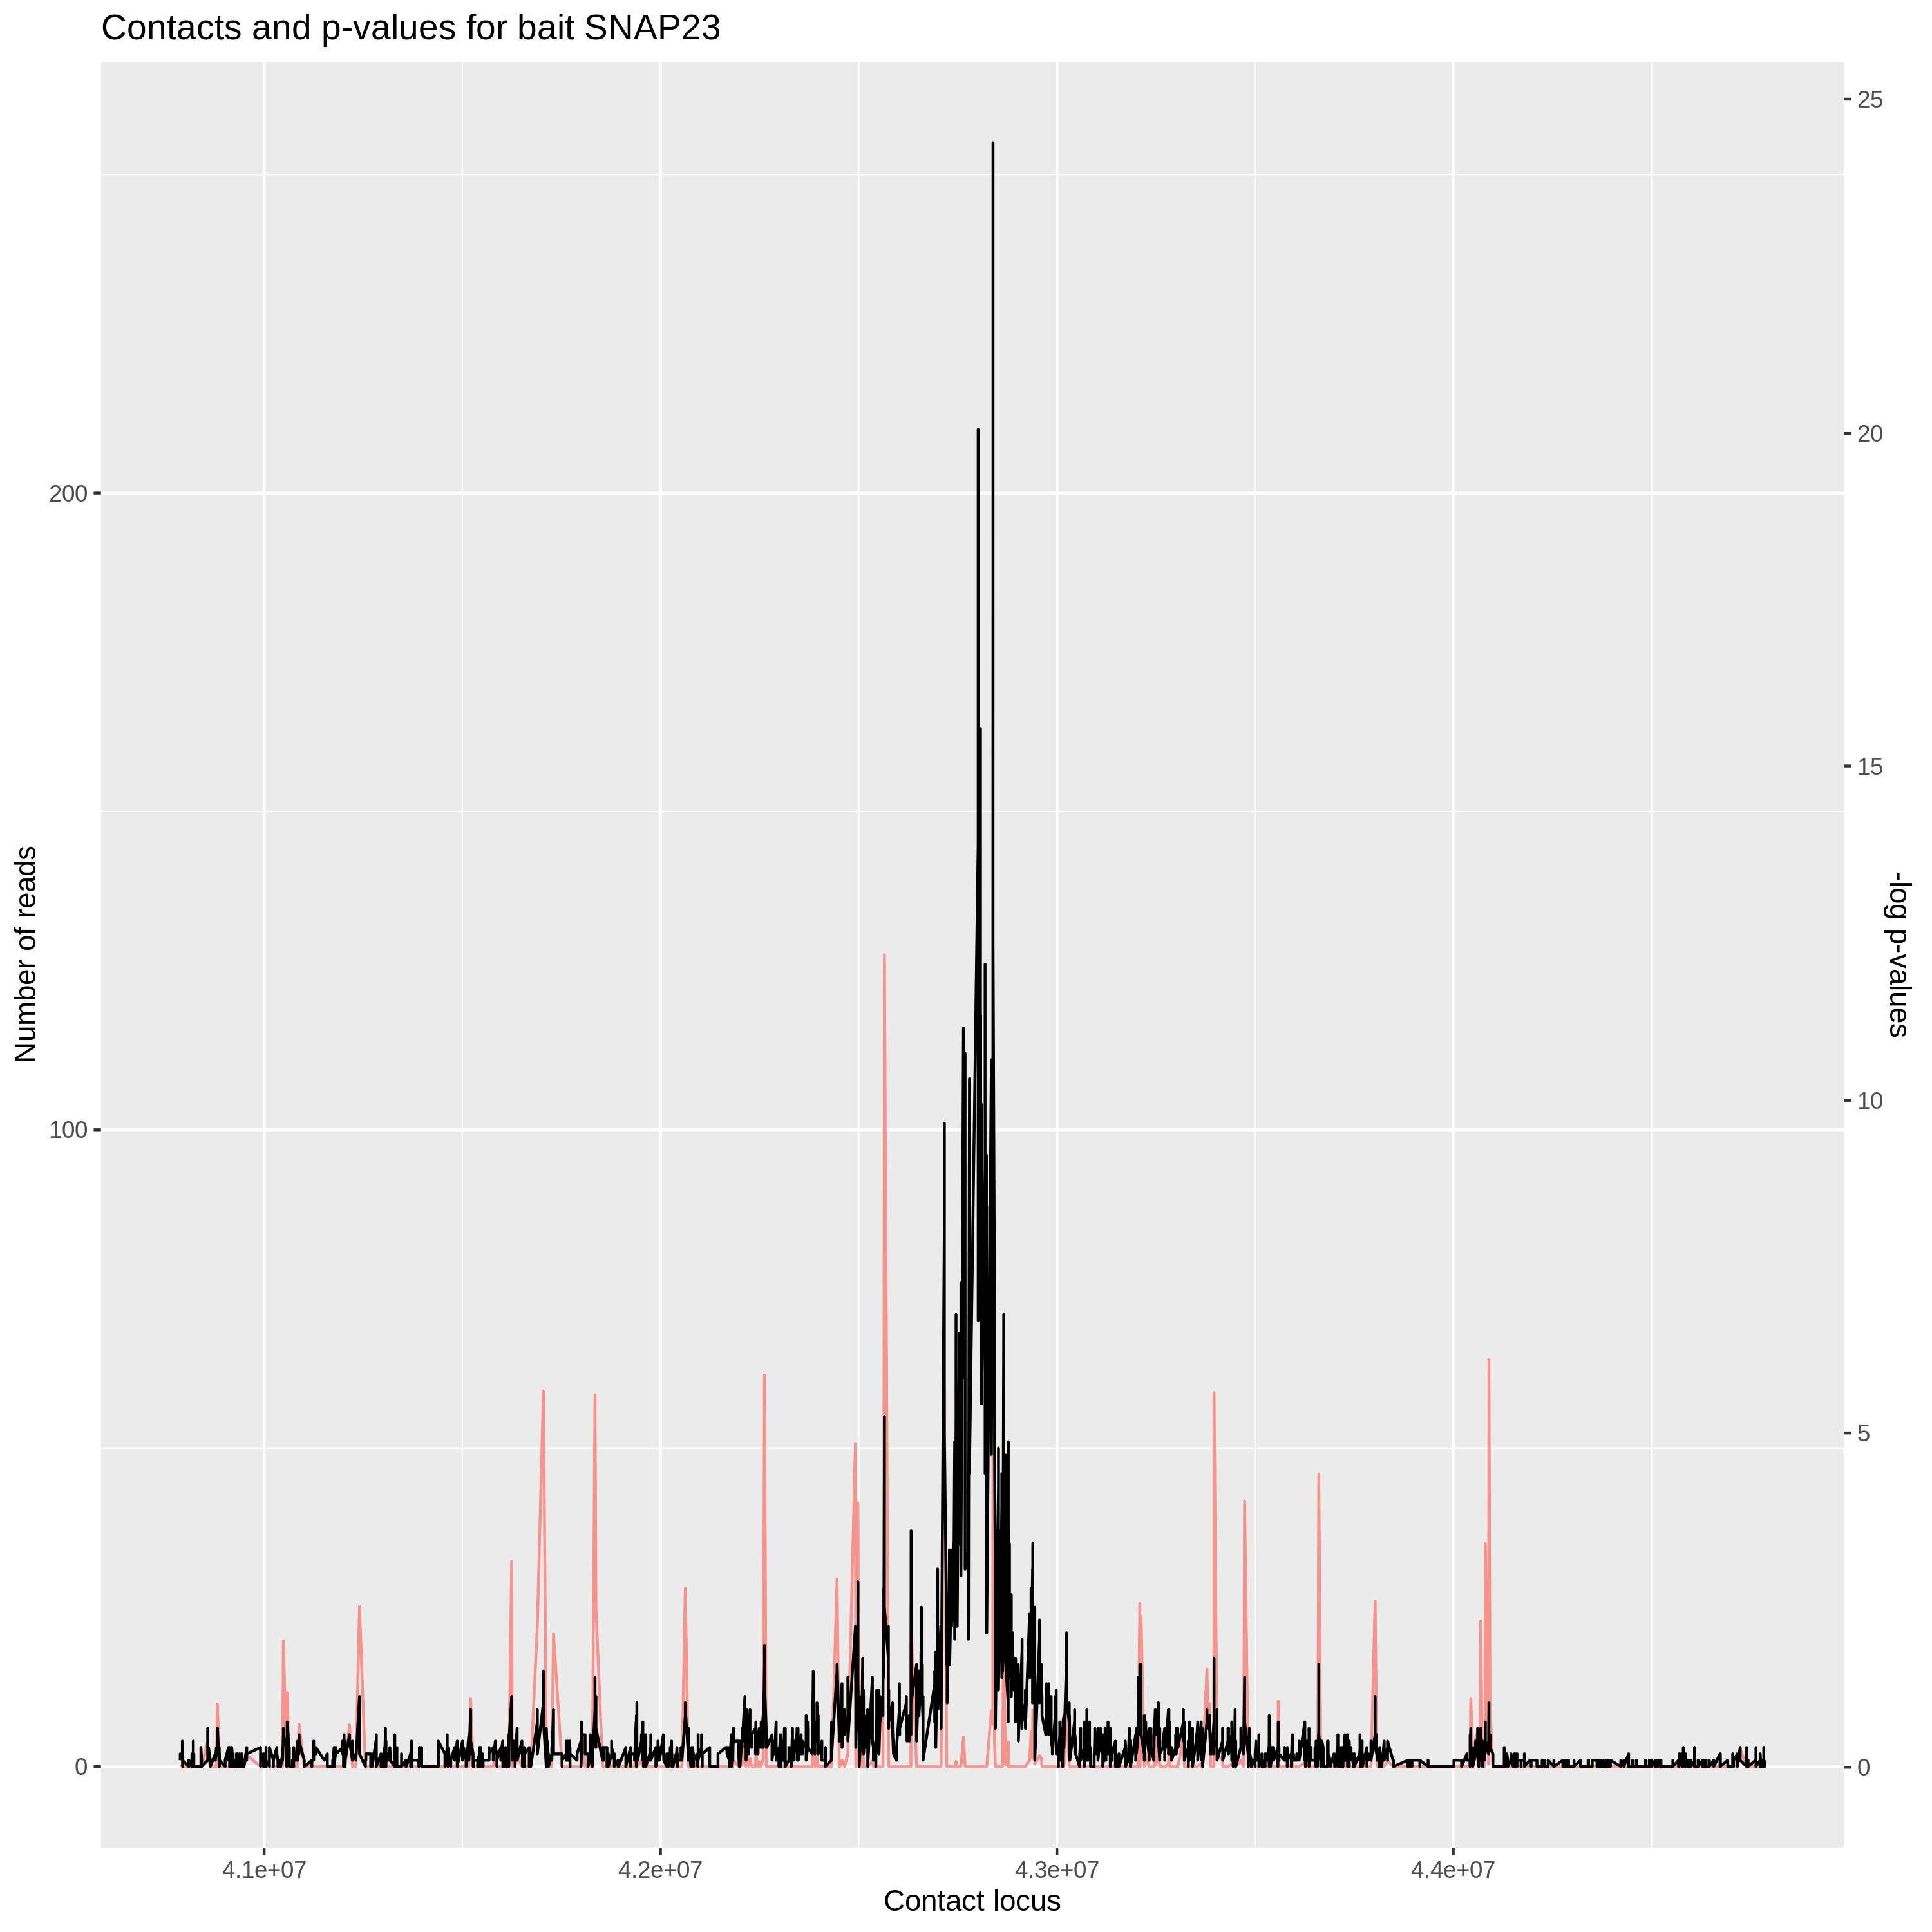 Contacts and p-values for bait SNAP23
25
20
200
15
Number of reads
-log p-values
100
10
5
0
0
4.1e+07
4.2e+07
4.3e+07
4.4e+07
Contact locus